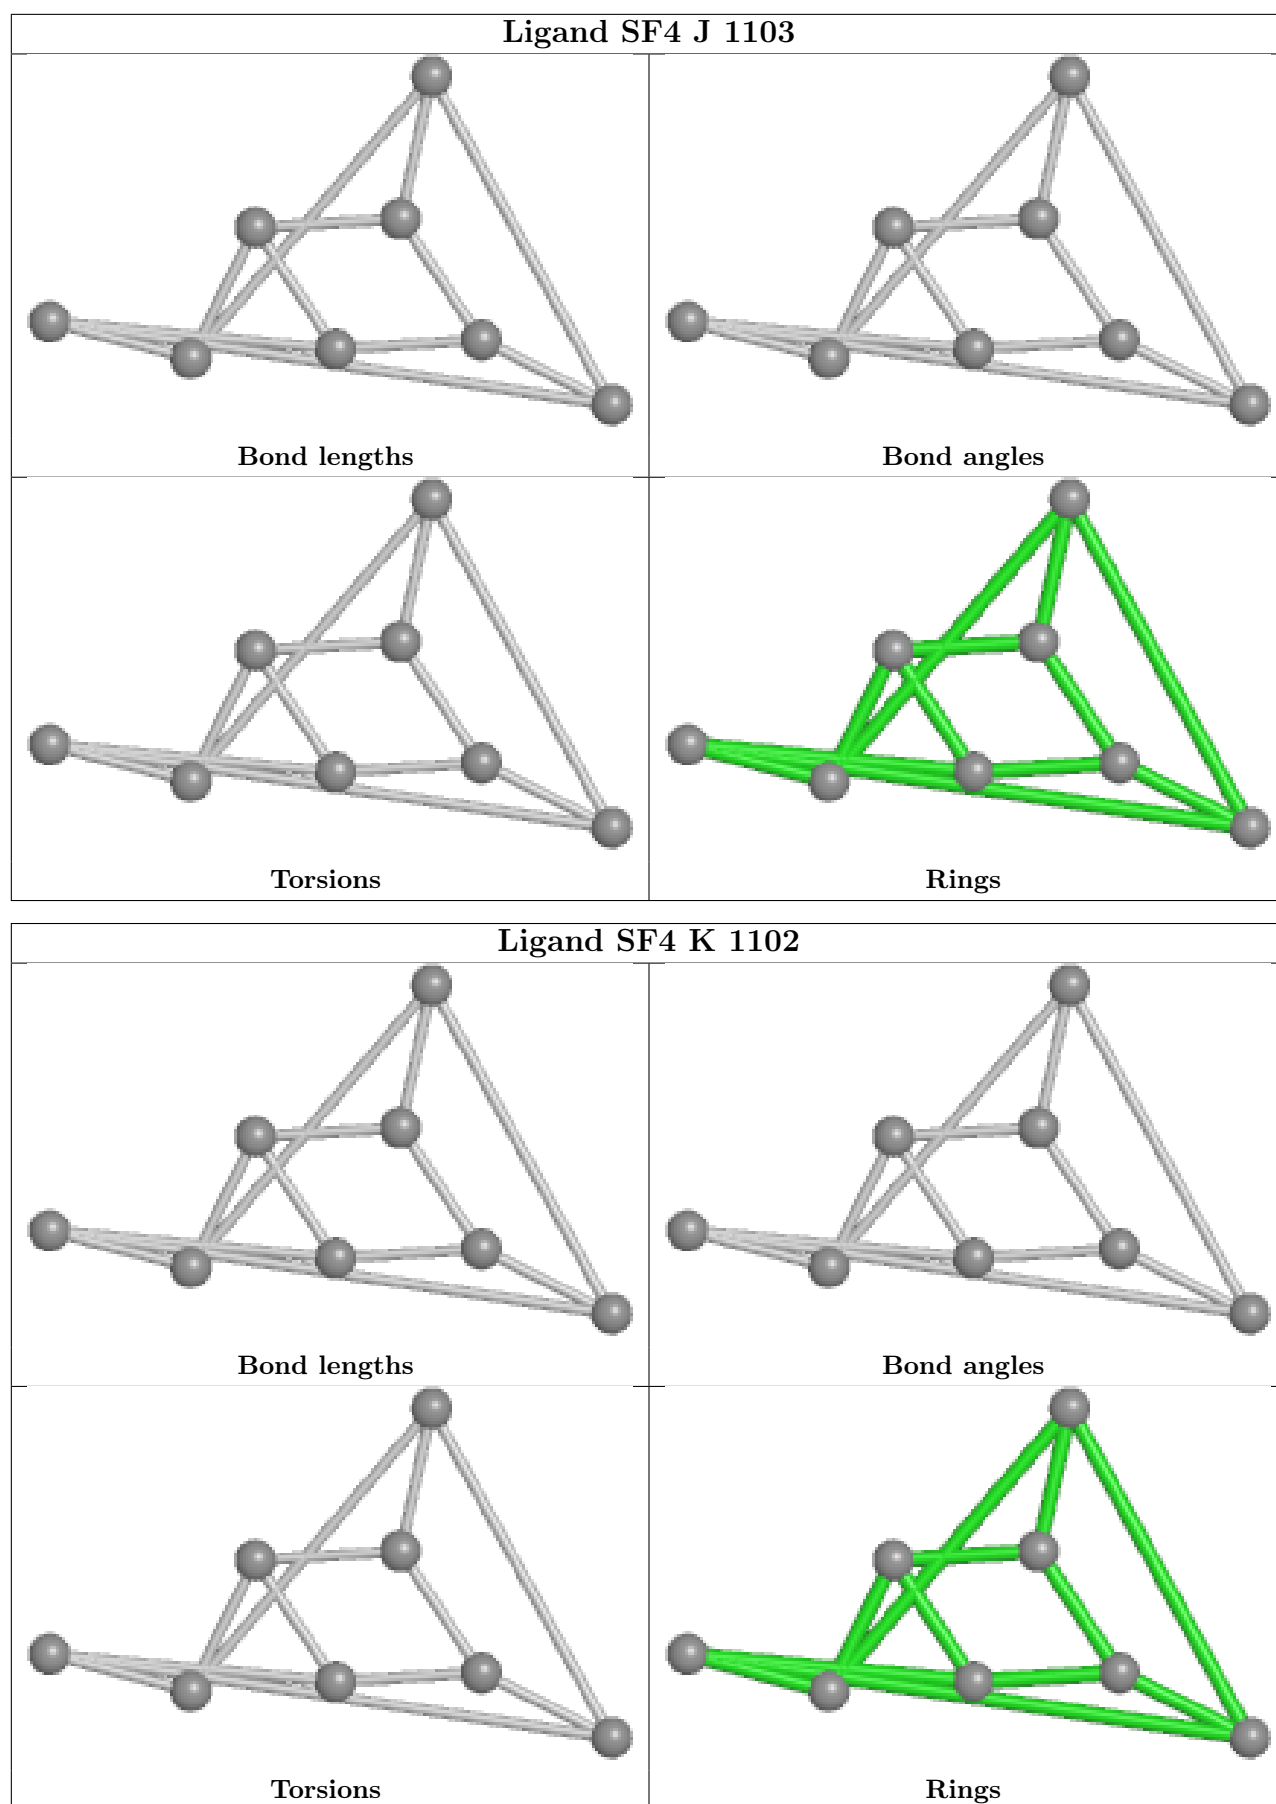 Ligand SF4 J 1103
Bond lengths
Bond angles
Torsions
Rings
Ligand SF4 K 1102
Bond lengths
Bond angles
Torsions
Rings